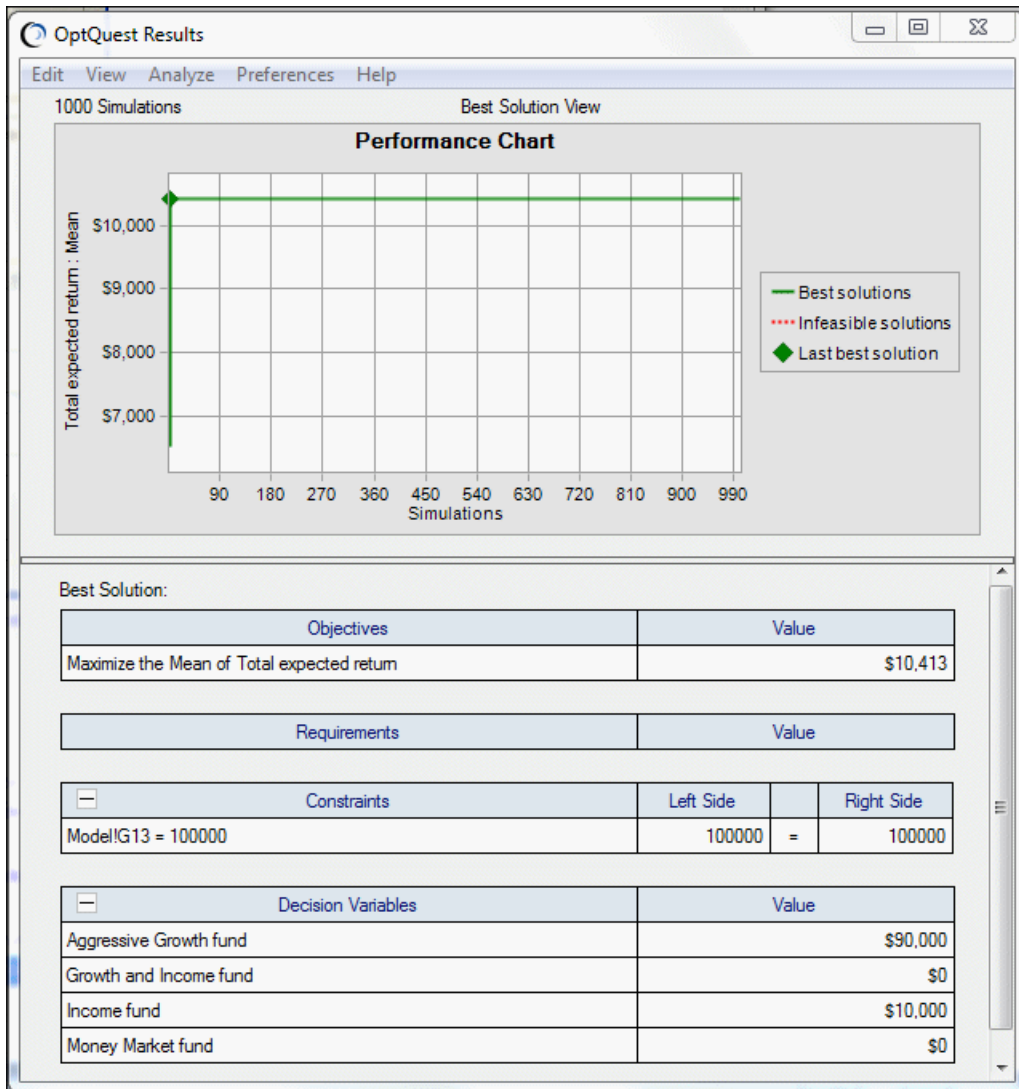 OptQuest Results
Edit View Analyze Preferences Help
1000 Simulations Best Solution View
Performance Chart
Total expected return : Mean
$10,000
$9,000
$8,000
$7,000
90 180 270 360 450 540 630 720 810 900 990
Simulations
Best solutions
Infeasible solutions
Last best solution
Best Solution:
Objectives Value
Maximize the Mean of Total expected return $10,413
Requirements Value
Constraints Left Side Right Side
Model!G13 = 100000 100000 = 100000
Decision Variables Value
Aggressive Growth fund $90,000
Growth and Income fund $0
Income fund $10,000
Money Market fund $0